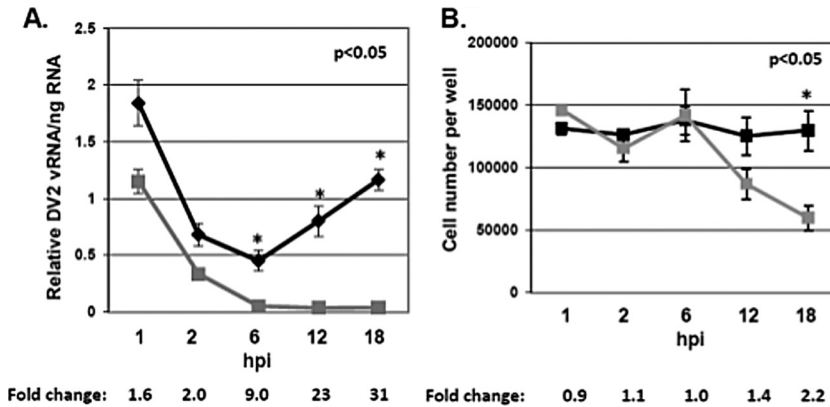 A.
p<0.05
Relative DV2 vRNA/ng RNA
2.5
2
1.5
1
0.5
0
*
*
*
1 2 6 12 18
hpi
Fold change: 1.6 2.0 9.0 23 31
B.
p<0.05
Cell number per well
200000
150000
100000
50000
0
*
1 2 6 12 18
hpi
Fold change: 0.9 1.1 1.0 1.4 2.2